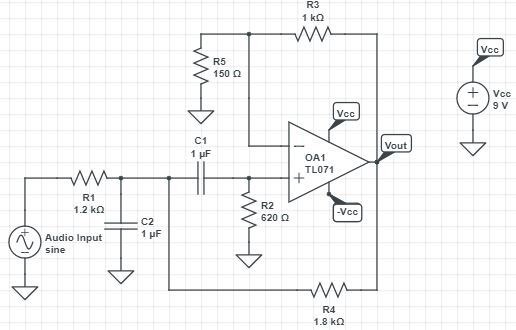 R3
1 kΩ
Vcc
R5
150 Ω
Vcc
9 V
Vcc
C1
1 µF
OA1
TL071
Vout
−
+
+
−
R1
1.2 kΩ
C2
1 µF
R2
620 Ω
-Vcc
Audio Input
sine
R4
1.8 kΩ